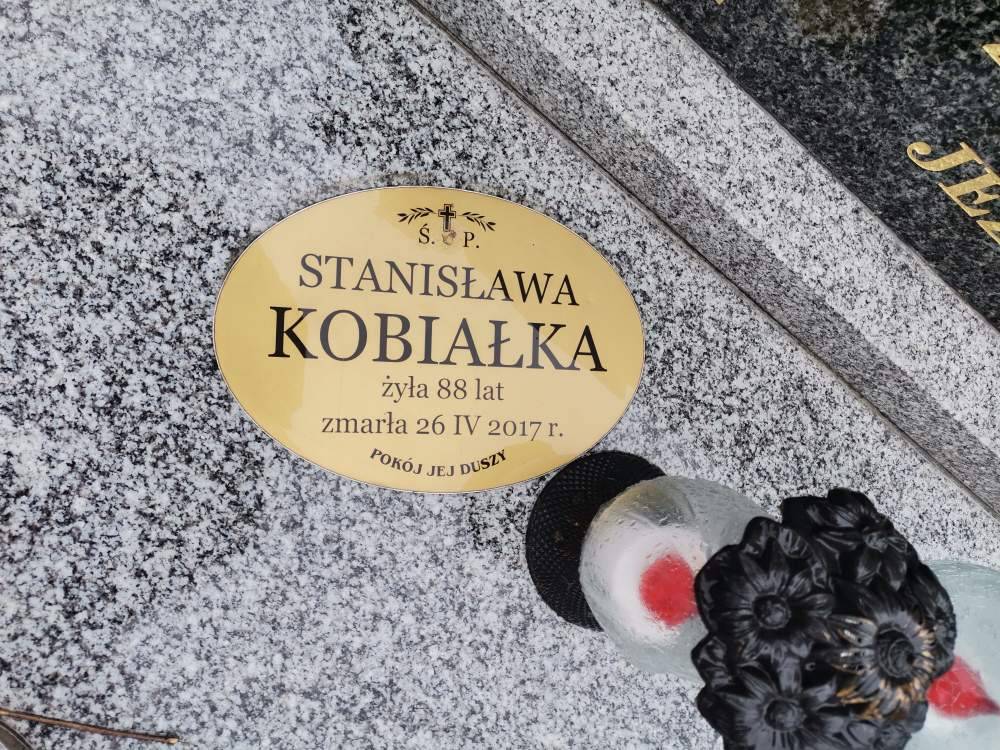 Ś. P.
STANISŁAWA
KOBIAŁKA
żyła 88 lat
zmarła 26 IV 2017 r.
POKÓJ JEJ DUSZY